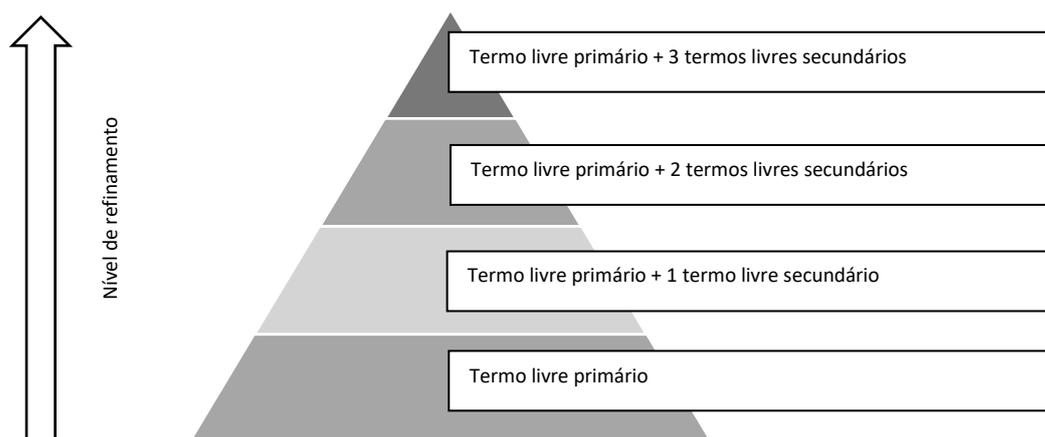 Termo livre primário + 3 termos livres secundários
Nível de refinamento
Termo livre primário + 2 termos livres secundários
Termo livre primário + 1 termo livre secundário
Termo livre primário